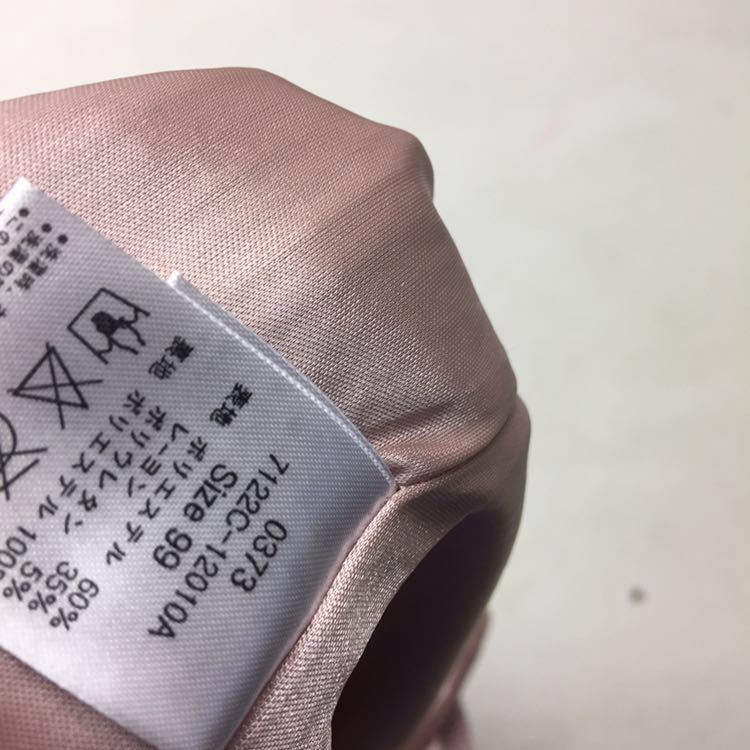 0373
7122C-12010A
Size 99
表地 ポリエステル 60%
レーヨン 35%
ポリウレタン 5%
裏地 ポリエステル 100